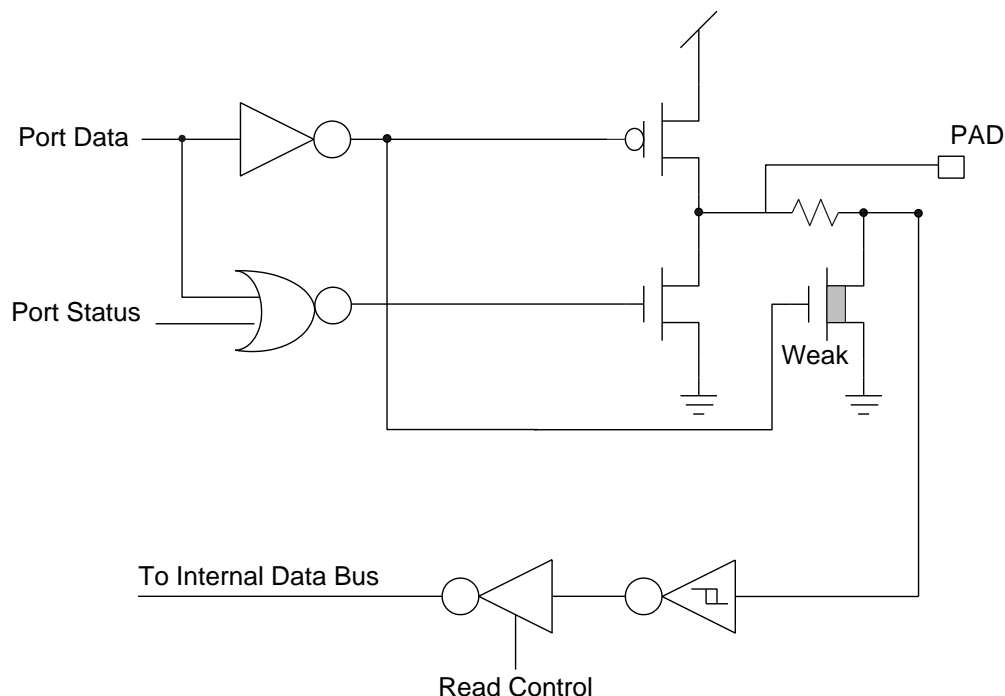 PAD
Port Data
Port Status
Weak
To Internal Data Bus
Read Control